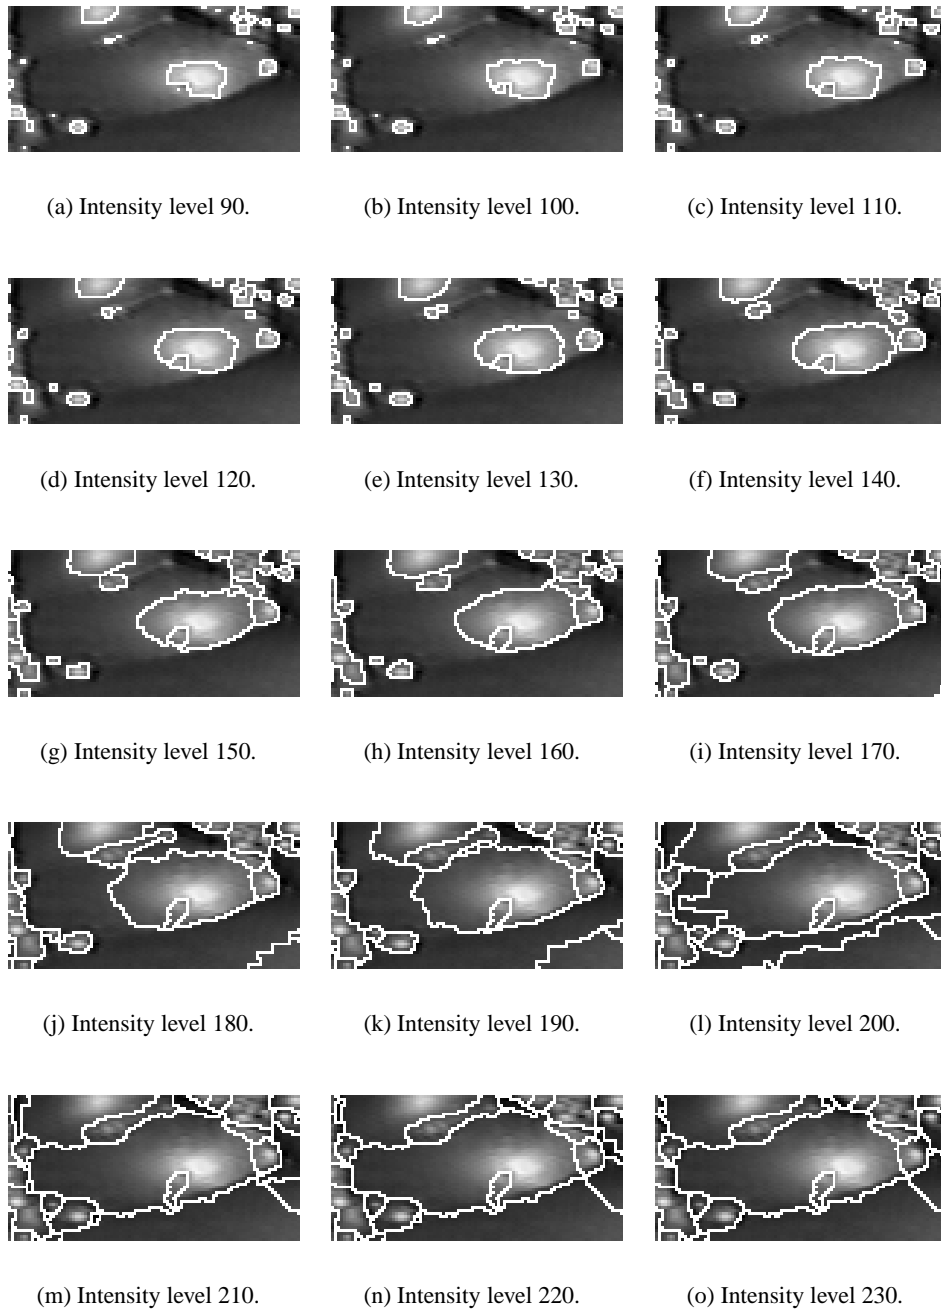 (a) Intensity level 90.
(b) Intensity level 100.
(c) Intensity level 110.
(d) Intensity level 120.
(e) Intensity level 130.
(f) Intensity level 140.
(g) Intensity level 150.
(h) Intensity level 160.
(i) Intensity level 170.
(j) Intensity level 180.
(k) Intensity level 190.
(l) Intensity level 200.
(m) Intensity level 210.
(n) Intensity level 220.
(o) Intensity level 230.